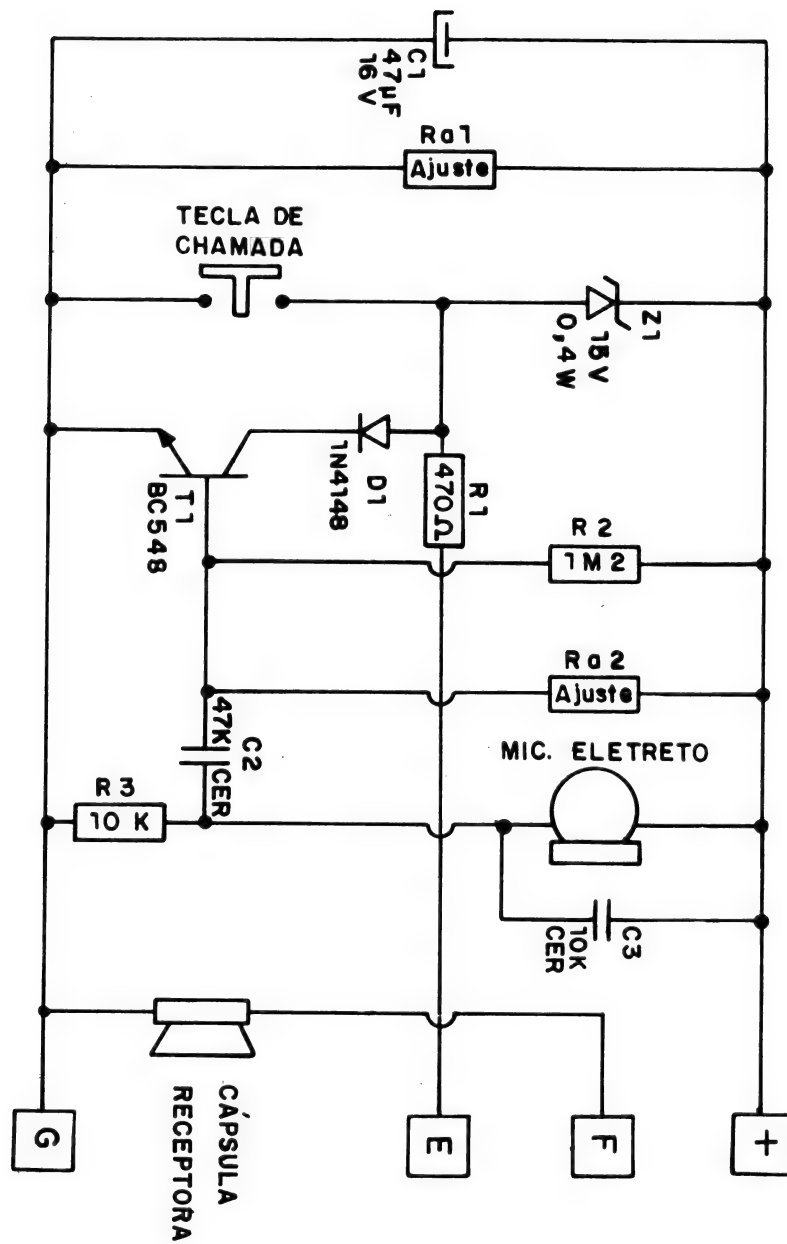 C1
47µF
16V
Ra1
Ajuste
TECLA DE
CHAMADA
Z1
15V
0,4W
D1
1N4148
T1
BC548
R1
470Ω
R2
1M2
Ra2
Ajuste
C2
47K
CER
MIC. ELETRETO
R3
10 K
C3
10K
CER
CÁPSULA
RECEPTORA
G
E
F
+